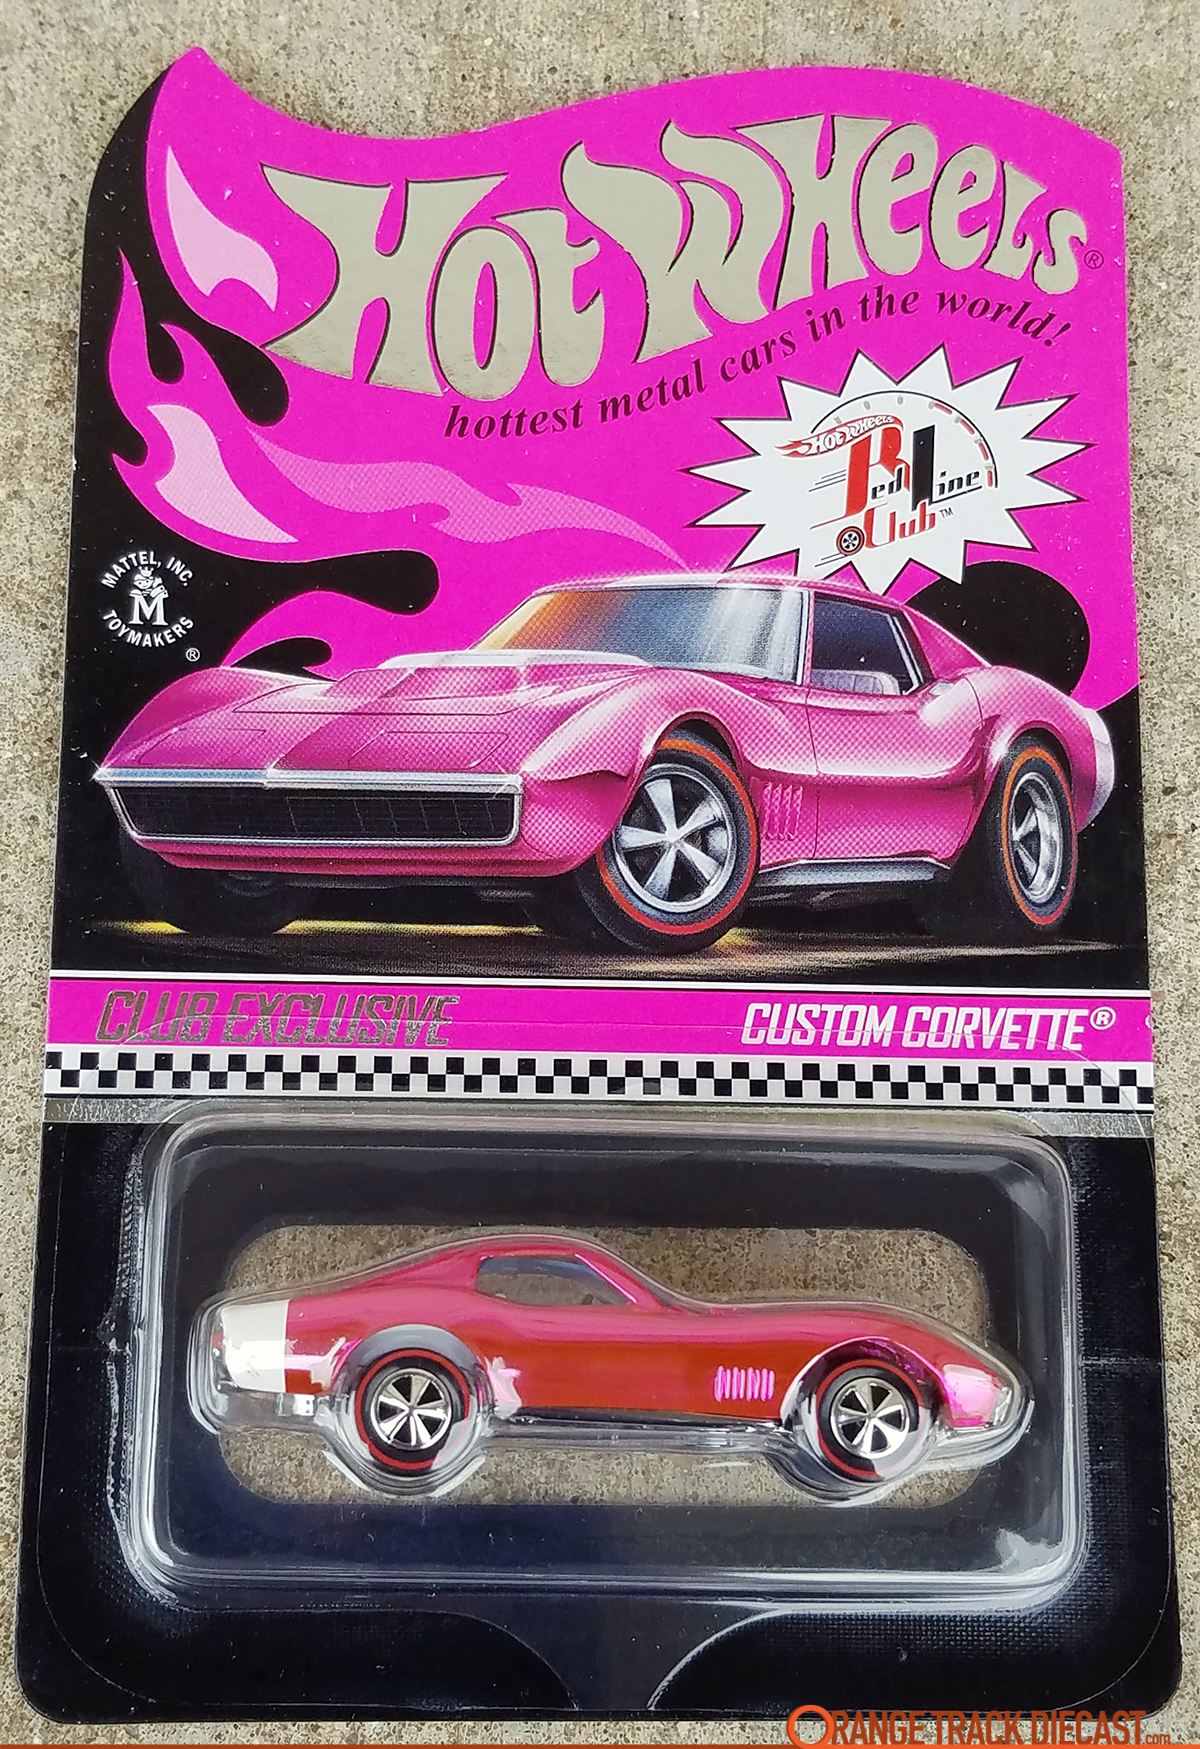 Hot Wheels®
hottest metal cars in the world!
Hot Wheels
Red Line
Club™
MATTEL, INC.
M
TOYMAKERS
®
CLUB EXCLUSIVE
CUSTOM CORVETTE®
ORANGE TRACK DIECAST.com